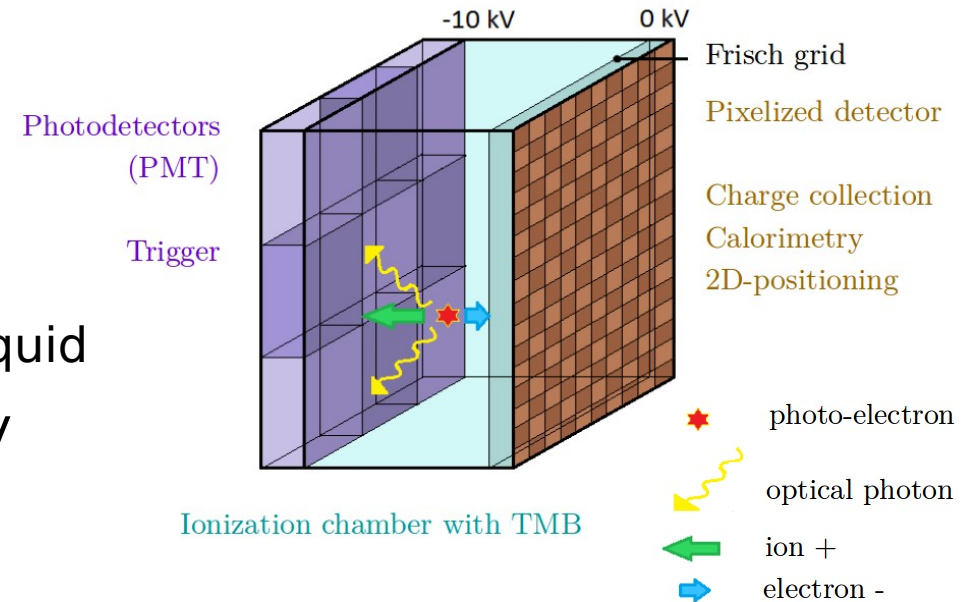 -10 kV
0 kV
Frisch grid
Photodetectors
(PMT)
Trigger
Pixelized detector
Charge collection
Calorimetry
2D-positioning
quid
y
photo-electron
optical photon
ion +
electron -
Ionization chamber with TMB